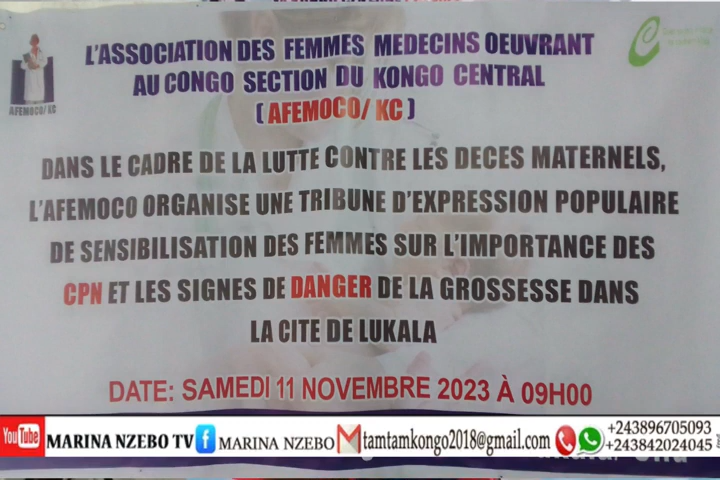 L'ASSOCIATION DES FEMMES MEDECINS OEUVRANT
AU CONGO SECTION DU KONGO CENTRAL
( AFEMOCO/ KC )
AFEMOCO/ KC
DANS LE CADRE DE LA LUTTE CONTRE LES DECES MATERNELS,
L'AFEMOCO ORGANISE UNE TRIBUNE D'EXPRESSION POPULAIRE
DE SENSIBILISATION DES FEMMES SUR L'IMPORTANCE DES
CPN ET LES SIGNES DE DANGER DE LA GROSSESSE DANS
LA CITE DE LUKALA
DATE: SAMEDI 11 NOVEMBRE 2023 À 09H00
YouTube MARINA NZEBO TV f MARINA NZEBO tamtamkongo2018@gmail.com
+243896705093
+243842024045